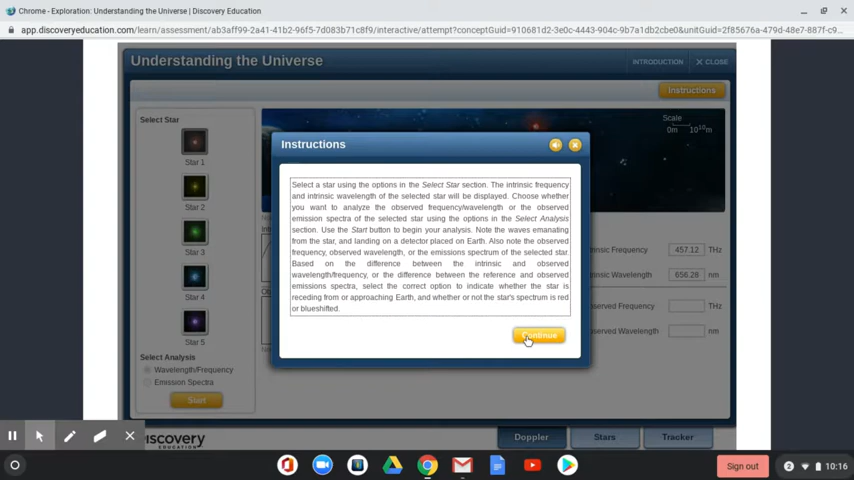 Chrome - Exploration: Understanding the Universe | Discovery Education
app.discoveryeducation.com/learn/assessment/ab3aff99-2a41-41b2-96f5-7d083b71c8f9/interactive/attempt?conceptGuid=910681d2-3e0c-4443-904c-9b7a1db2cbe0&unitGuid=2f85676a-479d-48e7-887f-c9...
Understanding the Universe
INTRODUCTION
CLOSE
Instructions
Select Star
Star 1
Star 2
Star 3
Star 4
Star 5
Scale
0m 10¹⁰m
Instructions
Select a star using the options in the Select Star section. The intrinsic frequency
and intrinsic wavelength of the selected star will be displayed. Choose whether
you want to analyze the observed frequency/wavelength or the observed
emission spectra of the selected star using the options in the Select Analysis
section. Use the Start button to begin your analysis. Note the waves emanating
from the star, and landing on a detector placed on Earth. Also note the observed
frequency, observed wavelength, or the emissions spectrum of the selected star.
Based on the difference between the intrinsic and observed
wavelength/frequency, or the difference between the reference and observed
emissions spectra, select the correct option to indicate whether the star is
receding from or approaching Earth, and whether or not the star's spectrum is red
or blueshifted.
Continue
Frequency 457.12 THz
Wavelength 656.28 nm
Frequency THz
Wavelength nm
Select Analysis
Wavelength/Frequency
Emission Spectra
Start
Discovery
EDUCATION
Doppler
Stars
Tracker
Sign out
2
10:16